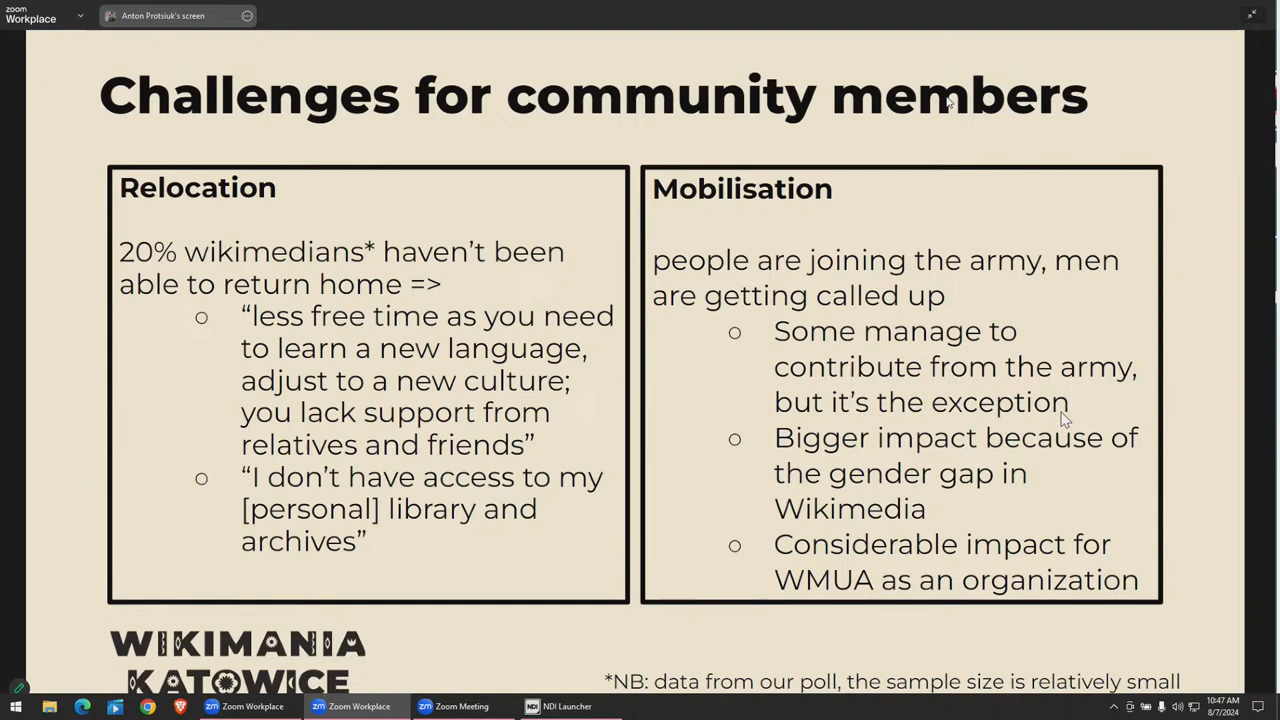 zoom
Workplace
Anton Protsiuk's screen
Challenges for community members
Relocation
20% wikimedians* haven’t been
able to return home =>
“less free time as you need
to learn a new language,
adjust to a new culture;
you lack support from
relatives and friends”
“I don’t have access to my
[personal] library and
archives”
Mobilisation
people are joining the army, men
are getting called up
Some manage to
contribute from the army,
but it’s the exception
Bigger impact because of
the gender gap in
Wikimedia
Considerable impact for
WMUA as an organization
WIKIMANIA
KATOWICE
*NB: data from our poll, the sample size is relatively small
zm Zoom Workplace
zm Zoom Workplace
zm Zoom Meeting
NDI NDI Launcher
10:47 AM
8/7/2024